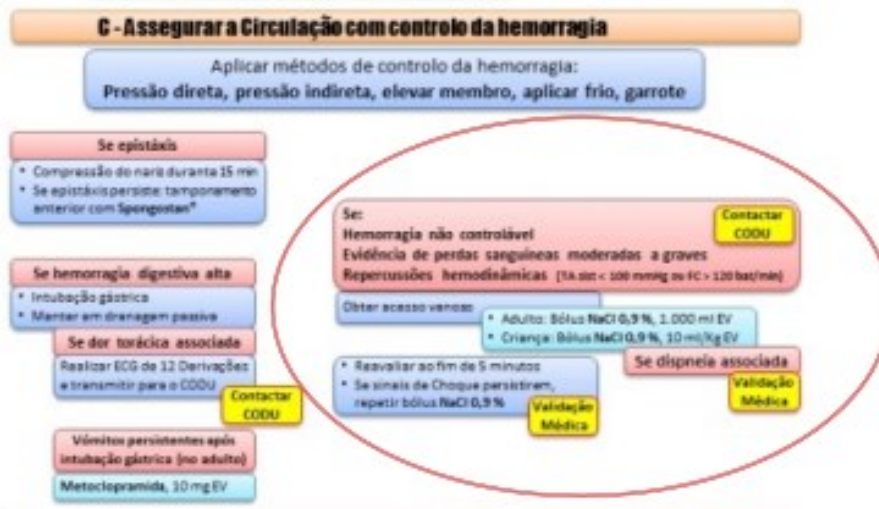 C - Assegurar a Circulação com controlo da hemorragia
Aplicar métodos de controlo da hemorragia:
Pressão direta, pressão indireta, elevar membro, aplicar frio, garrote
Se epistáxis
• Compressão do nariz durante 15 min
• Se epistáxis persiste: tamponamento
anterior com Spongostan®
Se hemorragia digestiva alta
• Intubação gástrica
• Manter em drenagem passiva
Se dor torácica associada
Realizar ECG de 12 Derivações
e transmitir para o CODU
Contactar
CODU
Vómitos persistentes após
intubação gástrica (no adulto)
Metoclopramida, 10 mg EV
Se:
Hemorragia não controlável
Evidência de perdas sanguíneas moderadas a graves
Repercussões hemodinâmicas (TA sist < 100 mmHg ou FC > 120 bat/min)
Contactar
CODU
Obter acesso venoso
• Adulto: Bólus NaCl 0,9 %, 1.000 ml EV
• Criança: Bólus NaCl 0,9 %, 10 ml/Kg EV
Se dispneia associada
Validação
Médica
• Reavaliar ao fim de 5 minutos
• Se sinais de Choque persistirem,
repetir bólus NaCl 0,9 %
Validação
Médica